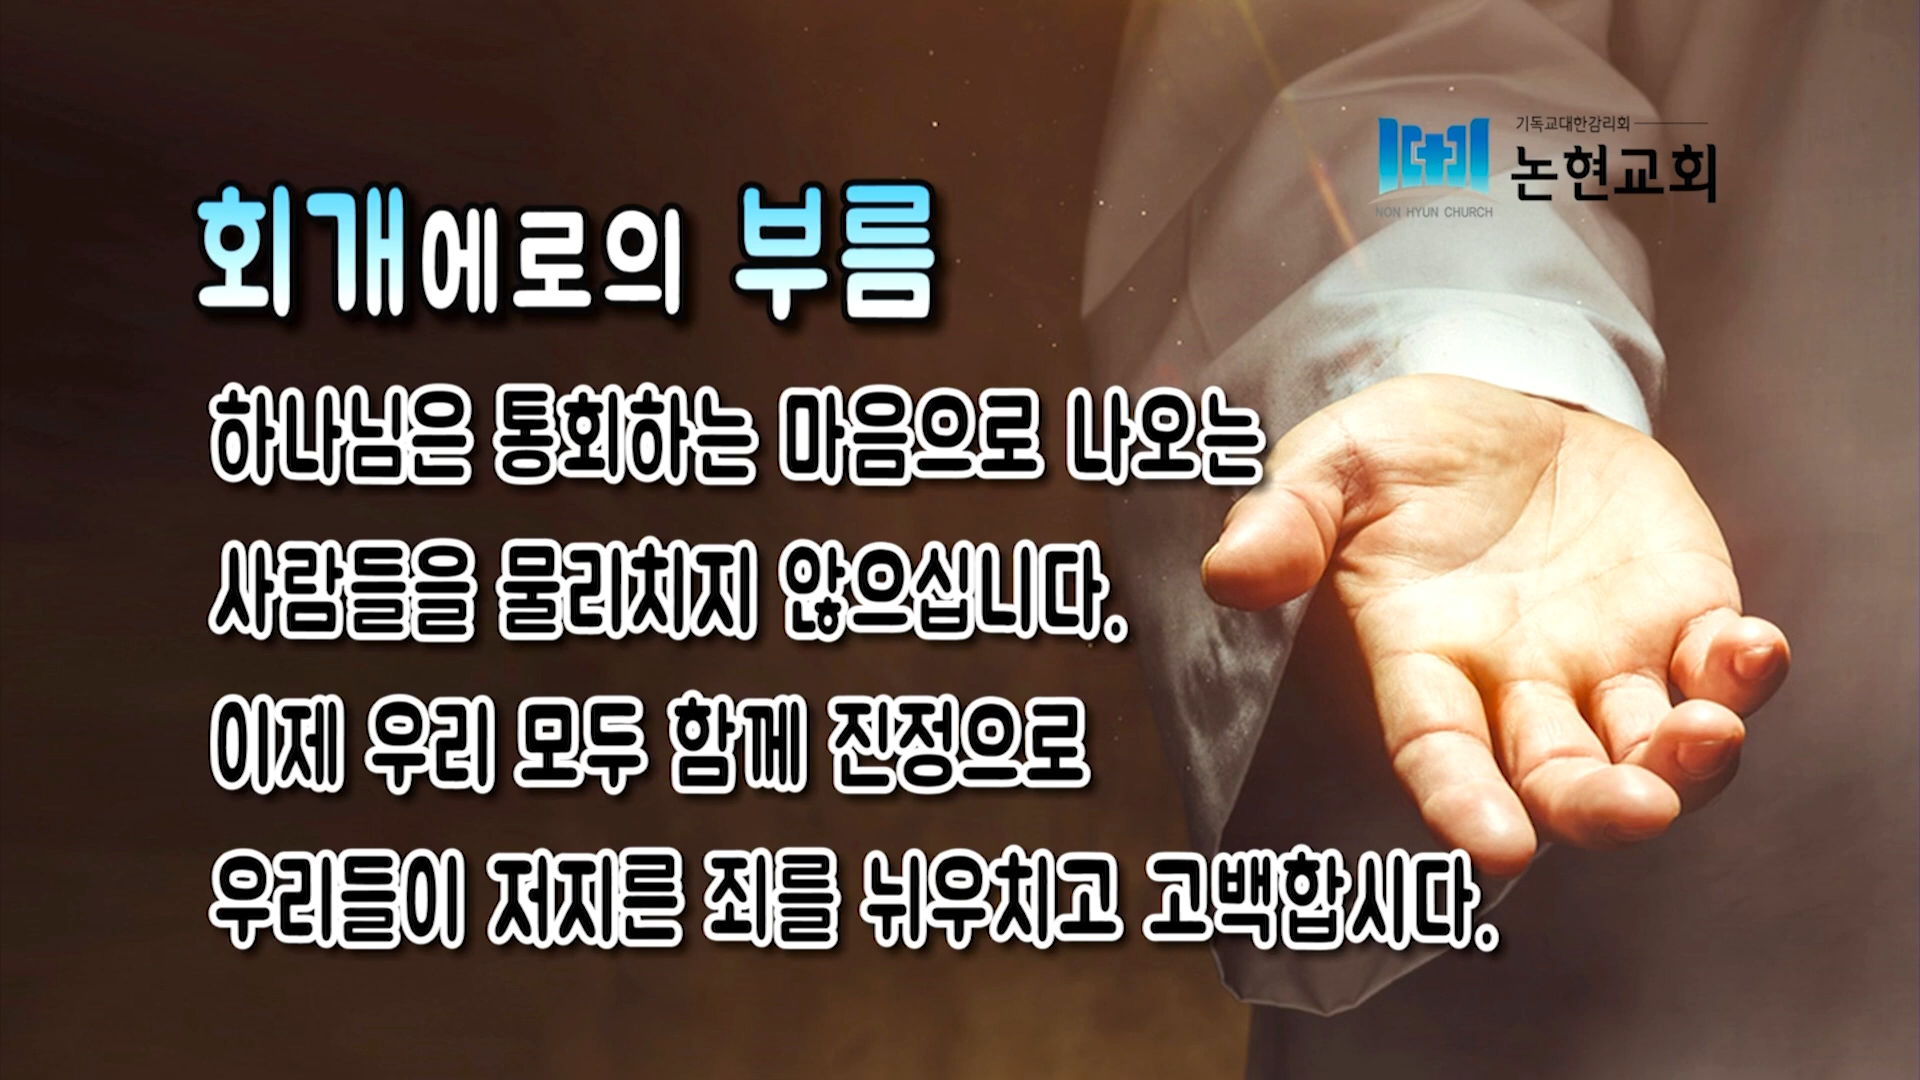 기독교대한감리회
논현교회
NON HYUN CHURCH
회개에로의 부름
하나님은 통회하는 마음으로 나오는
사람들을 물리치지 않으십니다.
이제 우리 모두 함께 진정으로
우리들이 저지른 죄를 뉘우치고 고백합시다.